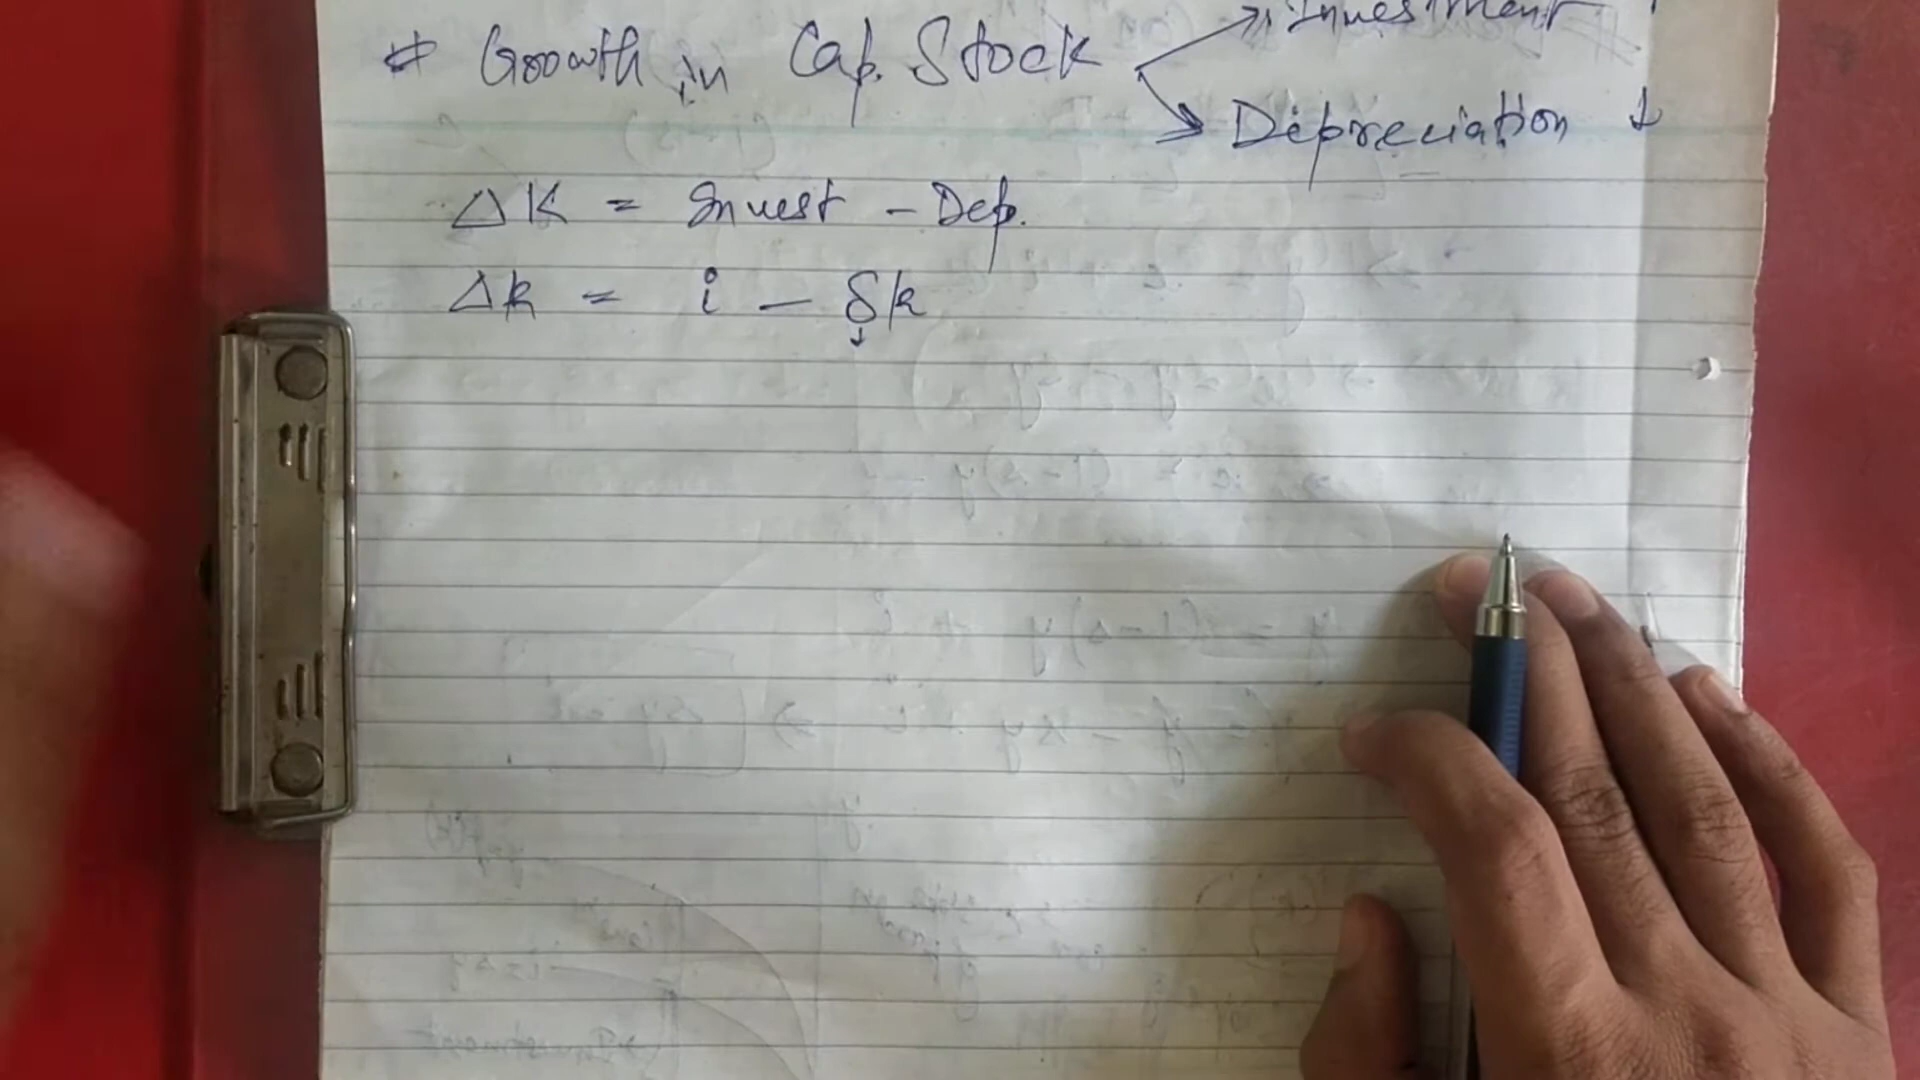 # Growth in Cap. Stock → Investment
→ Depreciation ↓
ΔK = Invest - Dep.
Δk = i - δk